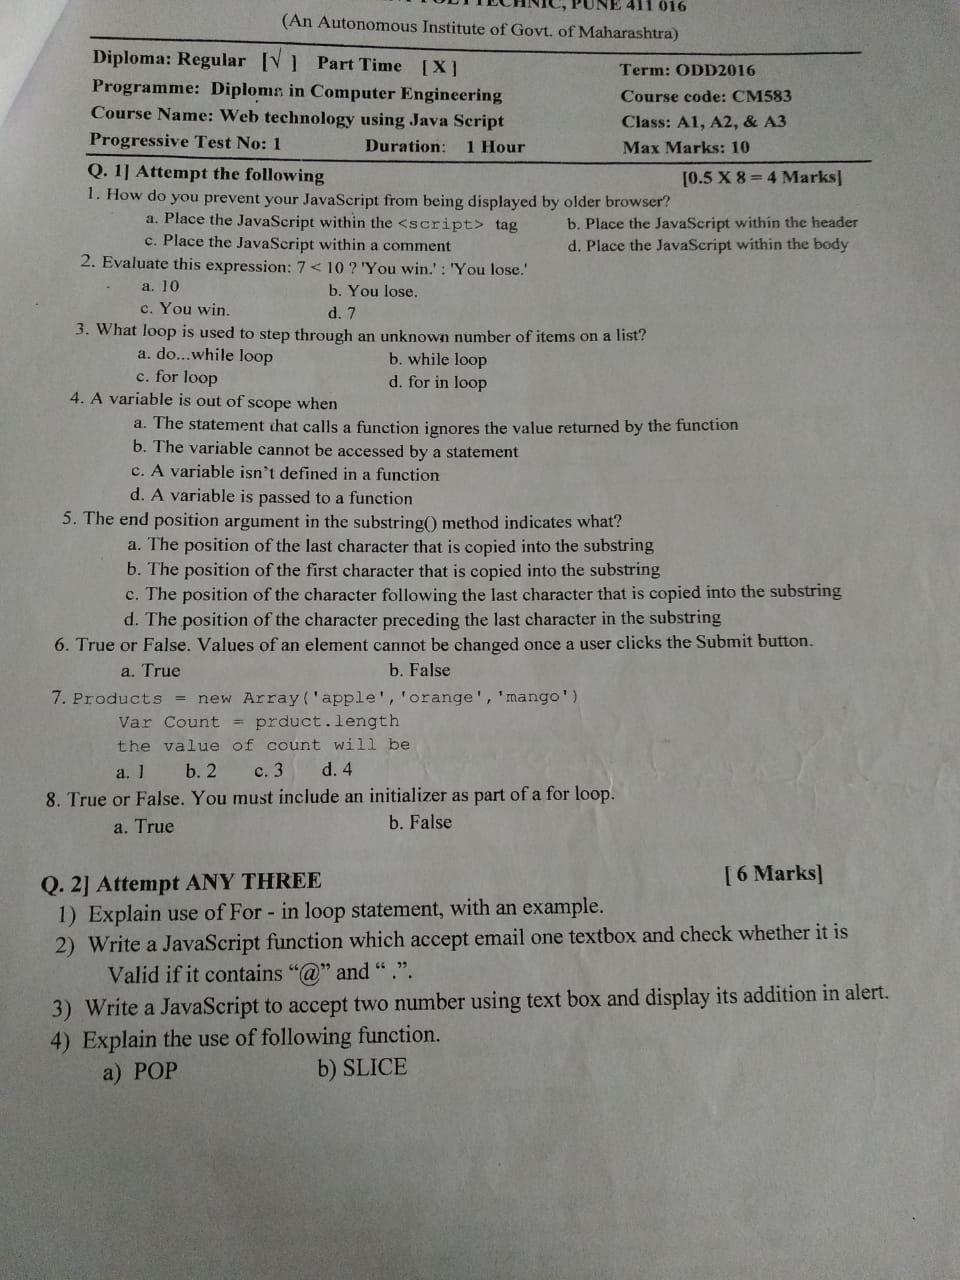 TECHNIC, PUNE 411 016
(An Autonomous Institute of Govt. of Maharashtra)
Diploma: Regular [√ ] Part Time [ X ]
Term: ODD2016
Programme: Diploma in Computer Engineering
Course code: CM583
Course Name: Web technology using Java Script
Class: A1, A2, & A3
Progressive Test No: 1 Duration: 1 Hour
Max Marks: 10
Q. 1] Attempt the following [0.5 X 8 = 4 Marks]
1. How do you prevent your JavaScript from being displayed by older browser?
a. Place the JavaScript within the <script> tag b. Place the JavaScript within the header
c. Place the JavaScript within a comment d. Place the JavaScript within the body
2. Evaluate this expression: 7 < 10 ? 'You win.' : 'You lose.'
a. 10 b. You lose.
c. You win. d. 7
3. What loop is used to step through an unknown number of items on a list?
a. do...while loop b. while loop
c. for loop d. for in loop
4. A variable is out of scope when
a. The statement that calls a function ignores the value returned by the function
b. The variable cannot be accessed by a statement
c. A variable isn't defined in a function
d. A variable is passed to a function
5. The end position argument in the substring() method indicates what?
a. The position of the last character that is copied into the substring
b. The position of the first character that is copied into the substring
c. The position of the character following the last character that is copied into the substring
d. The position of the character preceding the last character in the substring
6. True or False. Values of an element cannot be changed once a user clicks the Submit button.
a. True b. False
7. Products = new Array('apple','orange','mango')
Var Count = prduct.length
the value of count will be
a. 1 b. 2 c. 3 d. 4
8. True or False. You must include an initializer as part of a for loop.
a. True b. False
Q. 2] Attempt ANY THREE [ 6 Marks]
1) Explain use of For - in loop statement, with an example.
2) Write a JavaScript function which accept email one textbox and check whether it is
Valid if it contains “@” and “ .”.
3) Write a JavaScript to accept two number using text box and display its addition in alert.
4) Explain the use of following function.
a) POP b) SLICE